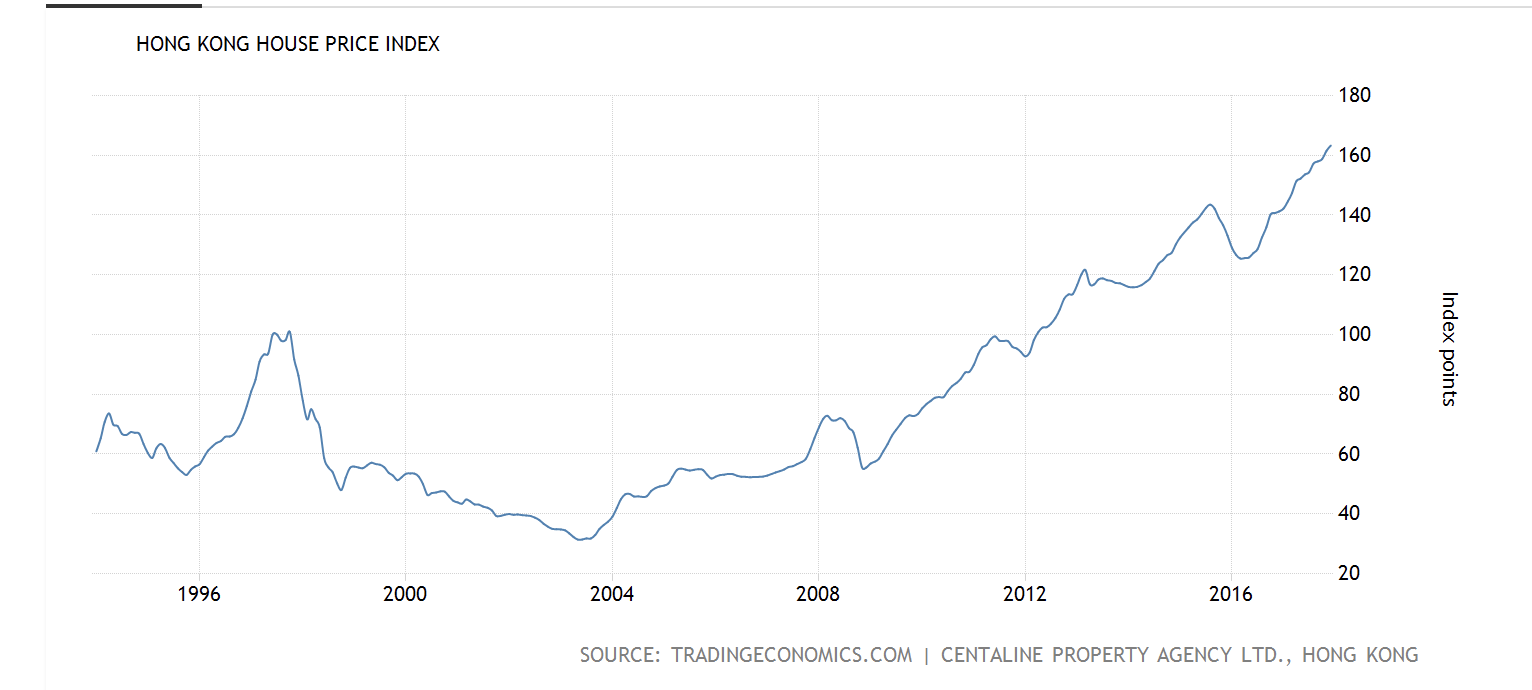 HONG KONG HOUSE PRICE INDEX
180
160
140
120
100
80
60
40
20
Index points
1996 2000 2004 2008 2012 2016
SOURCE: TRADINGECONOMICS.COM | CENTALINE PROPERTY AGENCY LTD., HONG KONG